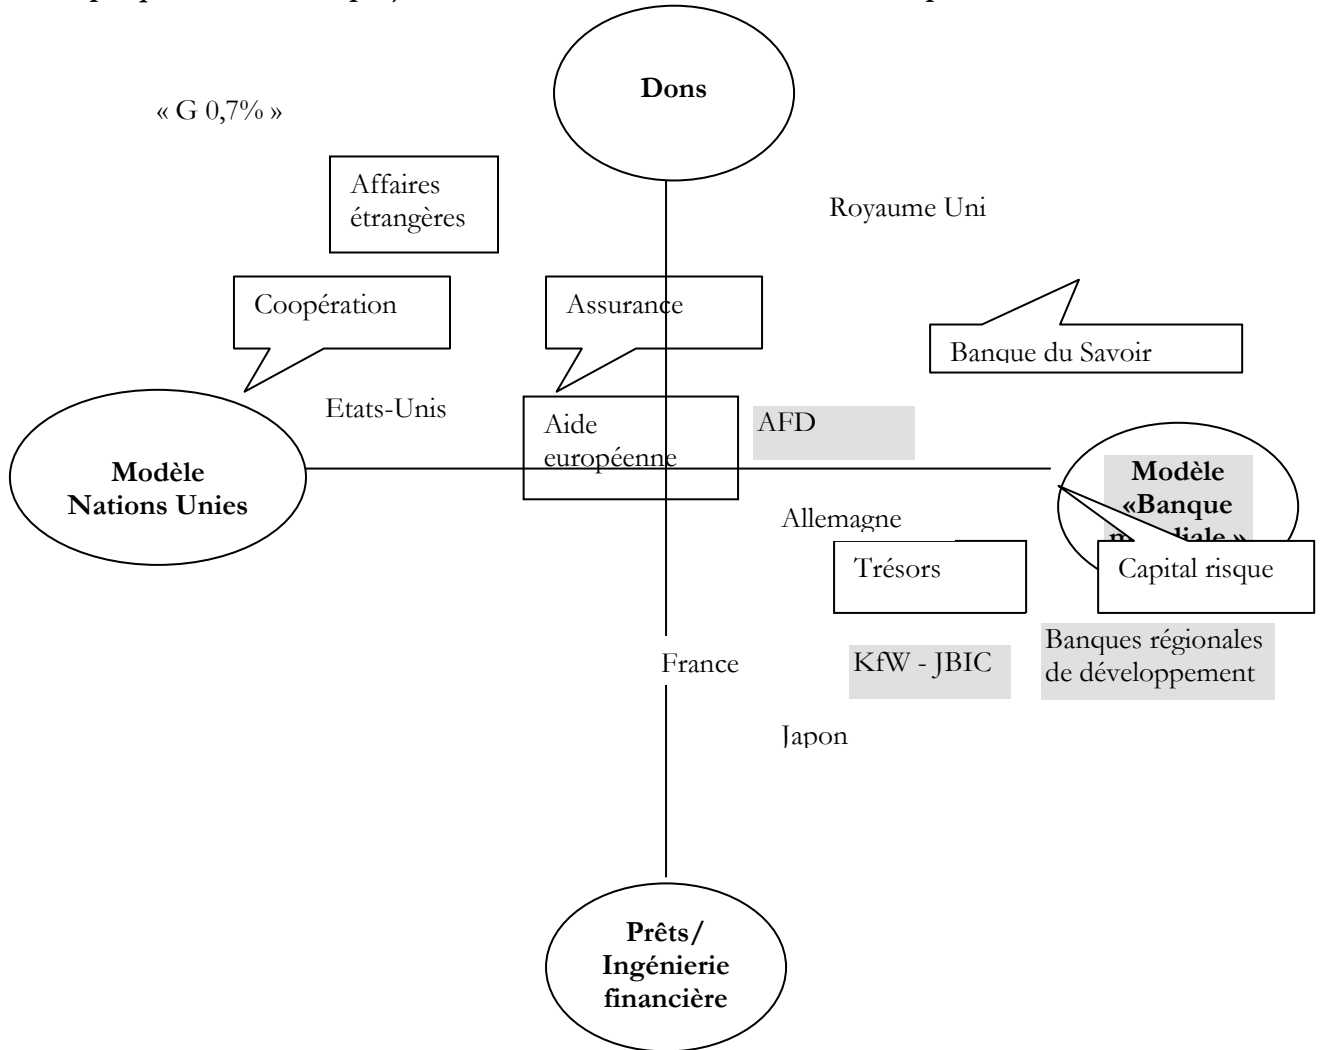 Dons
« G 0,7% »
Affaires
étrangères
Royaume Uni
Coopération
Assurance
Banque du Savoir
Etats-Unis
Aide
européenne
AFD
Modèle
Nations Unies
Modèle
«Banque
Allemagne
Trésors
Capital risque
France
KfW - JBIC
Banques régionales
de développement
Japon
Prêts/
Ingénierie
financière